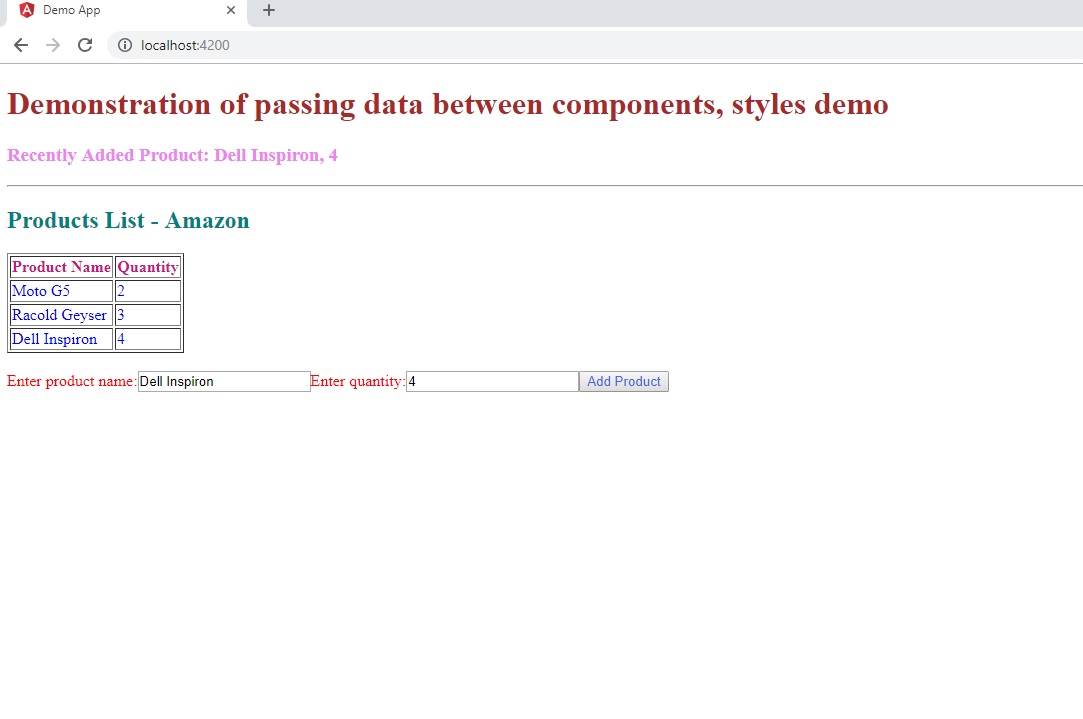 Demo App
localhost:4200
Demonstration of passing data between components, styles demo
Recently Added Product: Dell Inspiron, 4
Products List - Amazon
Product Name Quantity
Moto G5 2
Racold Geyser 3
Dell Inspiron 4
Enter product name: Dell Inspiron Enter quantity: 4 Add Product